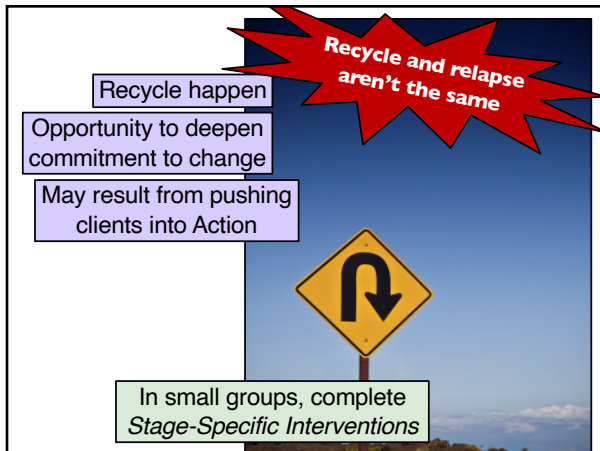 Recycle and relapse
aren't the same
Recycle happen
Opportunity to deepen
commitment to change
May result from pushing
clients into Action
In small groups, complete
Stage-Specific Interventions